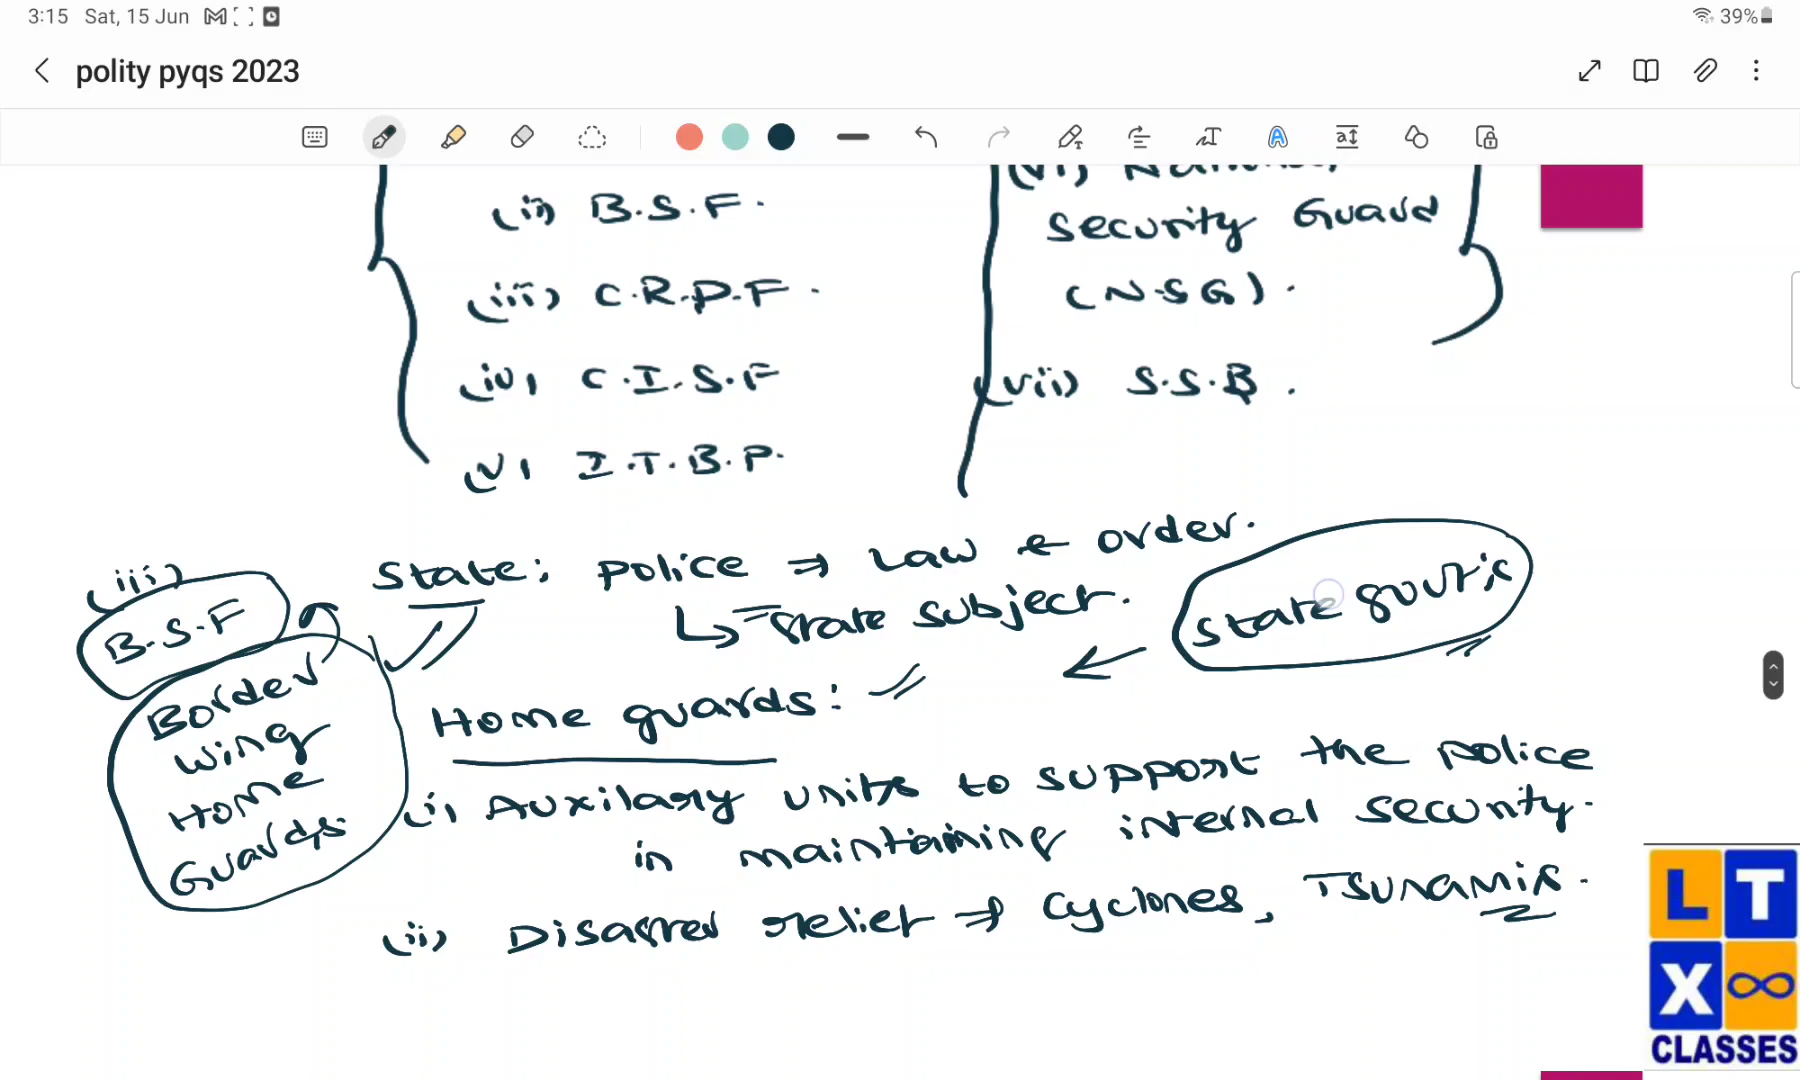 3:15 Sat, 15 Jun
39%
polity pyqs 2023
(ii) B.S.F.
(iii) C.R.P.F.
(iv) C.I.S.F
(v) I.T.B.P.
(vi)
security Guard
(N.S.G).
(vii) S.S.B.
State: Police ⇒ Law & order.
↳ State subject.
State govt's
(iii)
B.S.F
Border
wing
Home
Guards
Home guards:
(i) Auxilary units to support the police
in maintaining internal security.
(ii) Disaster relief ⇒ cyclones, Tsunamis.
LT
X∞
CLASSES